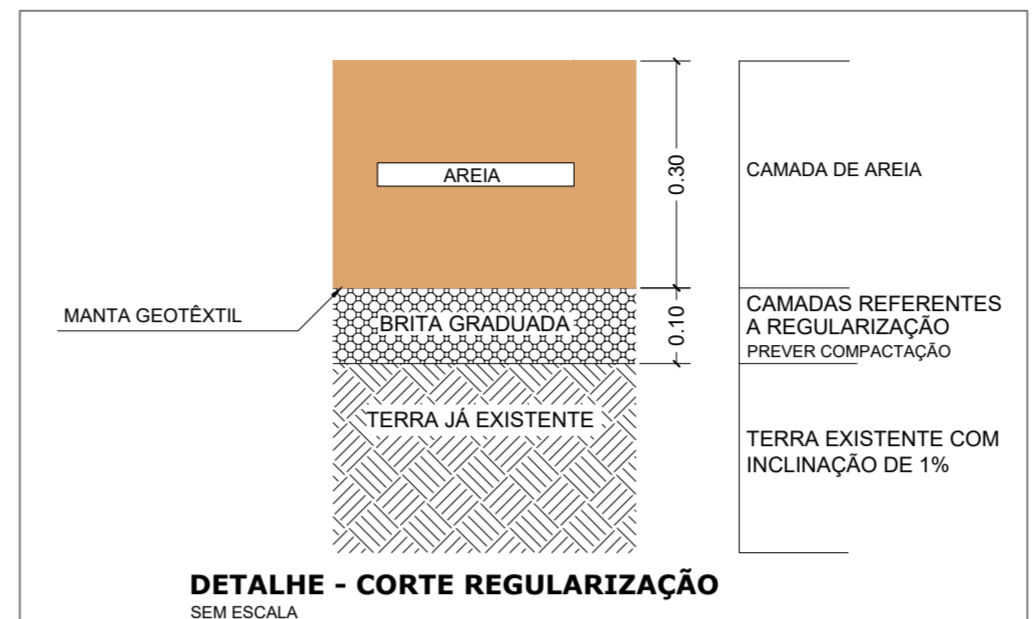 AREIA
0.30
CAMADA DE AREIA
MANTA GEOTÊXTIL
BRITA GRADUADA
0.10
CAMADAS REFERENTES
A REGULARIZAÇÃO
PREVER COMPACTAÇÃO
TERRA JÁ EXISTENTE
TERRA EXISTENTE COM
INCLINAÇÃO DE 1%
DETALHE - CORTE REGULARIZAÇÃO
SEM ESCALA